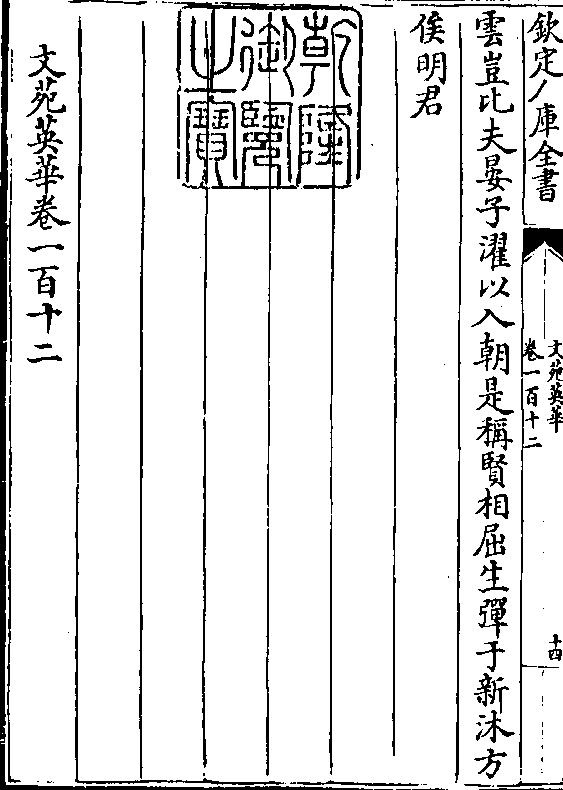 欽定八庫全書
文苑英華
卷一百十二
十四
雲豈比夫晏子濯以入朝是稱賢相屈生彈于新沐方
俟明君
乾隆
御覽
之寶
文苑英華卷一百十二